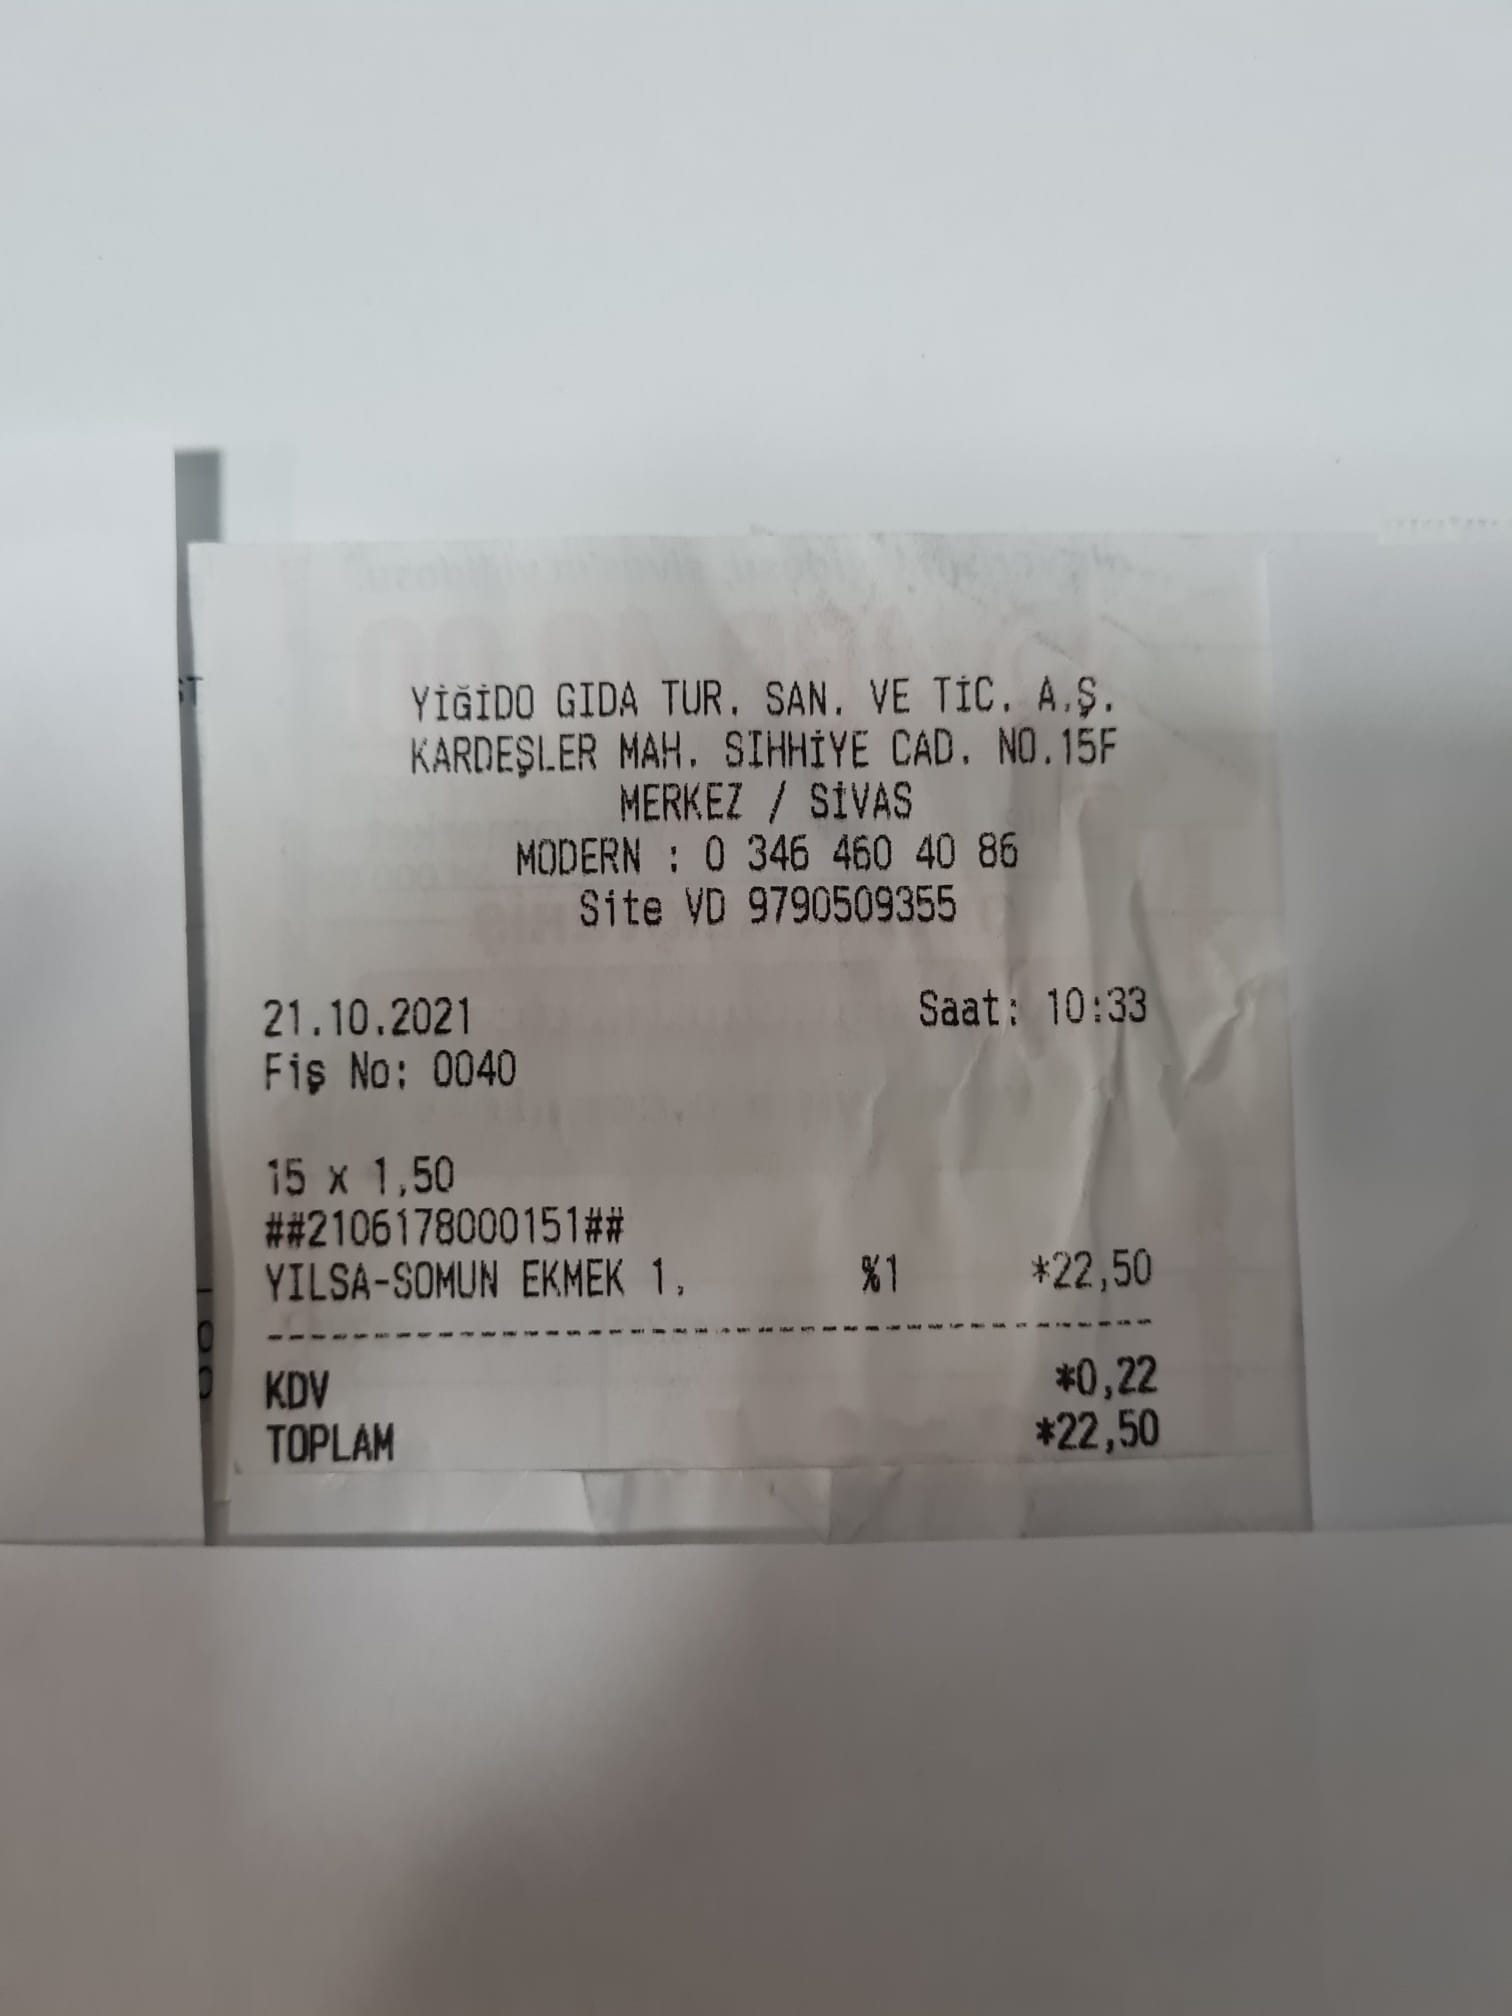 YİĞİDO GIDA TUR. SAN. VE TİC. A.Ş.
KARDEŞLER MAH. SIHHİYE CAD. NO.15F
MERKEZ / SİVAS
MODERN : 0 346 460 40 86
Site VD 9790509355
21.10.2021 Saat: 10:33
Fiş No: 0040
15 x 1,50
##2106178000151##
YILSA-SOMUN EKMEK 1, %1 *22,50
KDV *0,22
TOPLAM *22,50